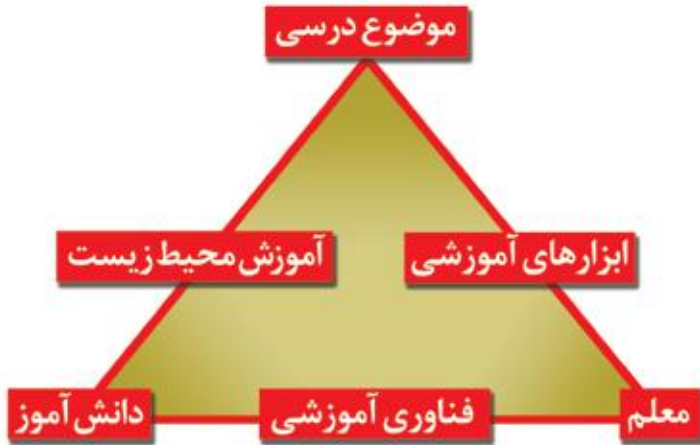 موضوع درسی
ابزارهای آموزشی
آموزش محیط زیست
معلم
فناوری آموزشی
دانش آموز